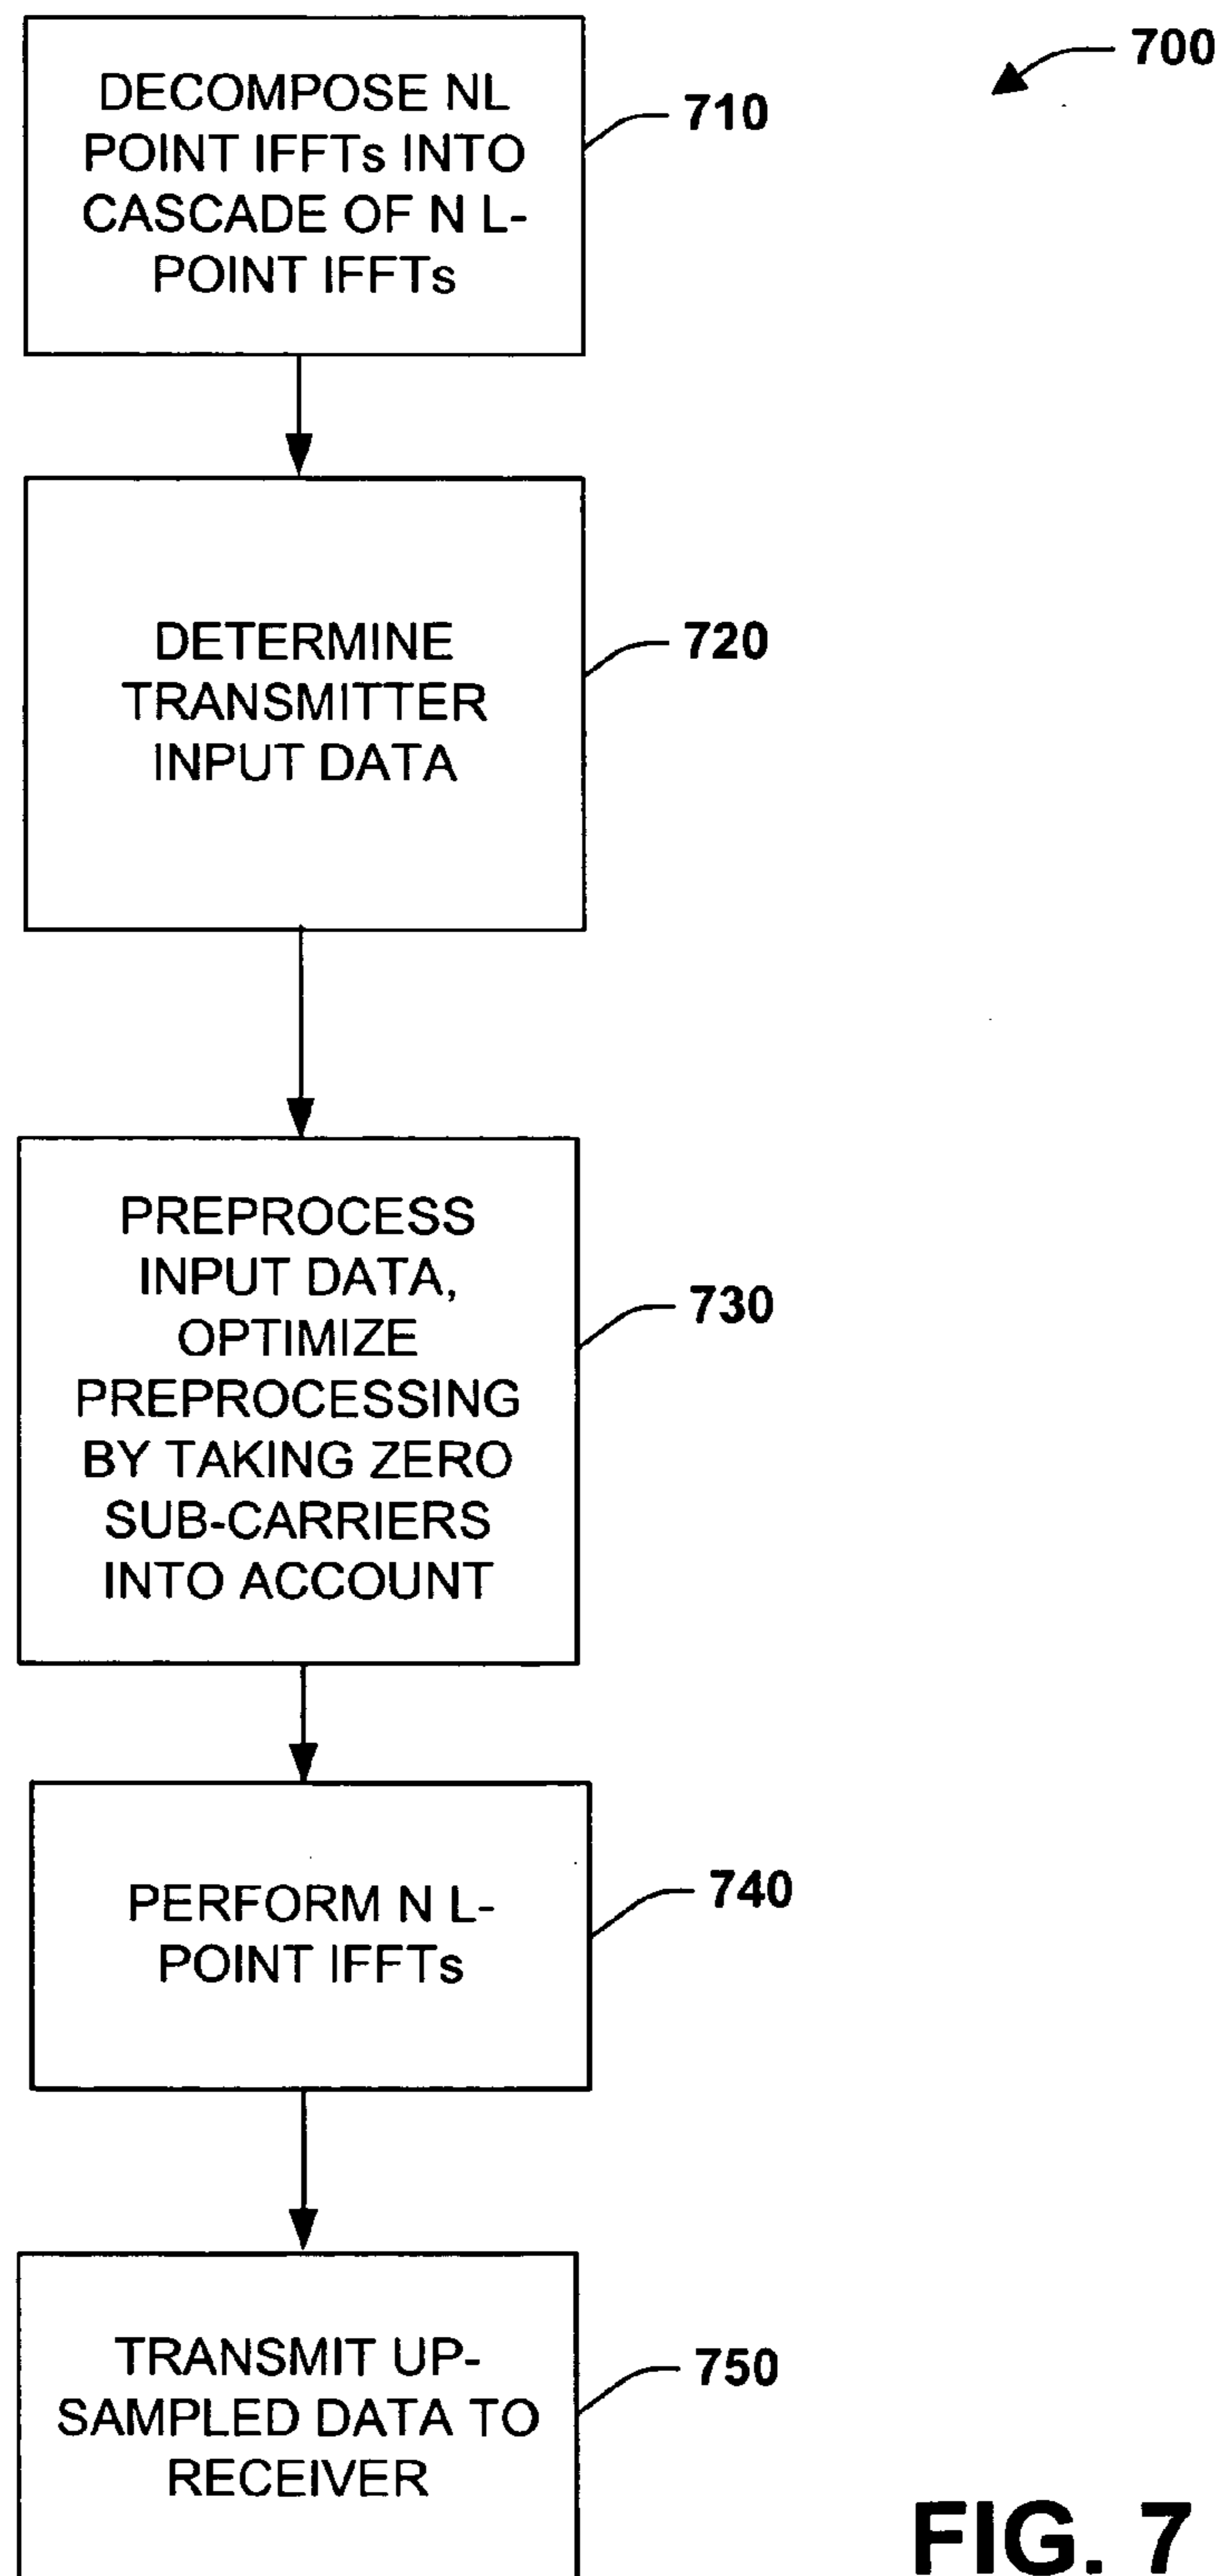 700
DECOMPOSE NL
POINT IFFTs INTO
CASCADE OF N L-
POINT IFFTs
710
DETERMINE
TRANSMITTER
INPUT DATA
720
PREPROCESS
INPUT DATA,
OPTIMIZE
PREPROCESSING
BY TAKING ZERO
SUB-CARRIERS
INTO ACCOUNT
730
PERFORM N L-
POINT IFFTs
740
TRANSMIT UP-
SAMPLED DATA TO
RECEIVER
750
FIG. 7